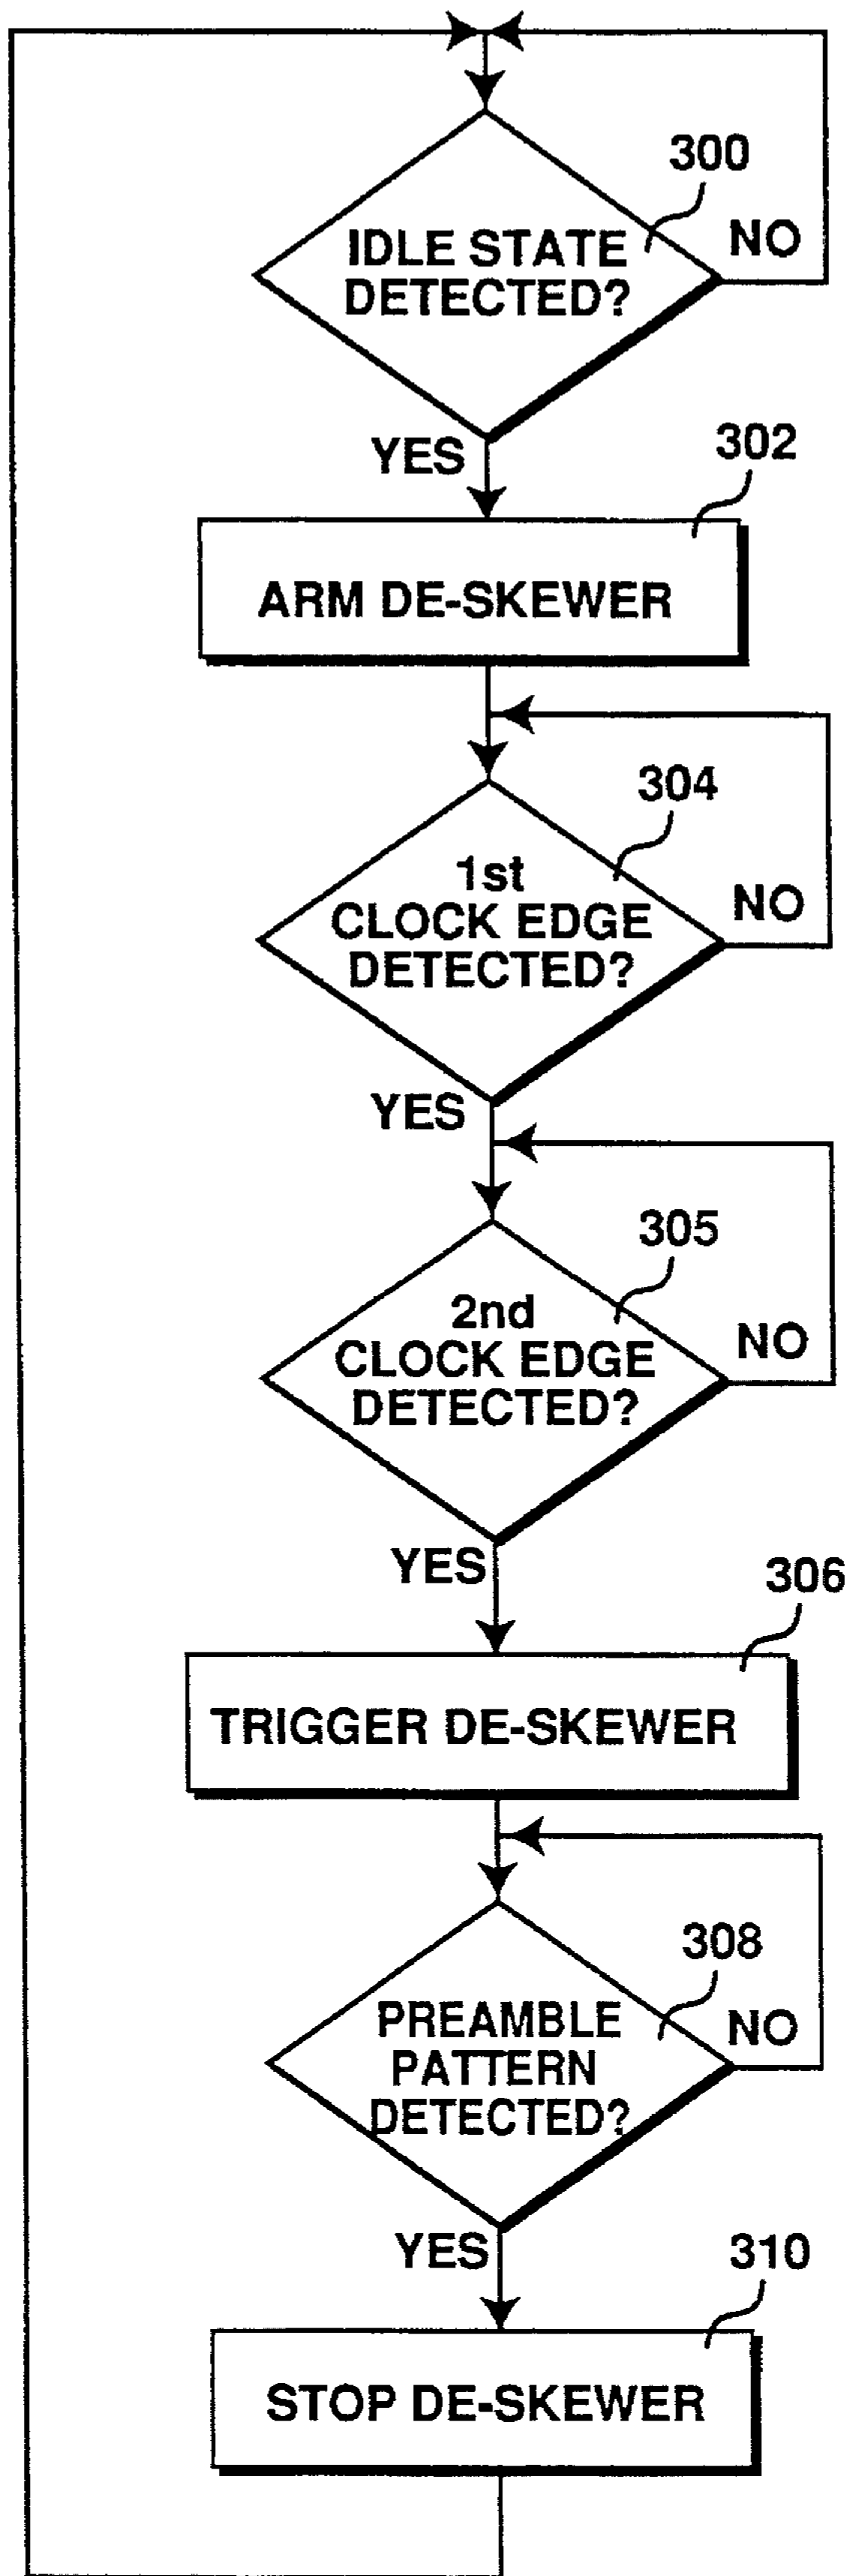 300
IDLE STATE
DETECTED?
NO
YES
302
ARM DE-SKEWER
304
1st
CLOCK EDGE
DETECTED?
NO
YES
305
2nd
CLOCK EDGE
DETECTED?
NO
YES
306
TRIGGER DE-SKEWER
308
PREAMBLE
PATTERN
DETECTED?
NO
YES
310
STOP DE-SKEWER